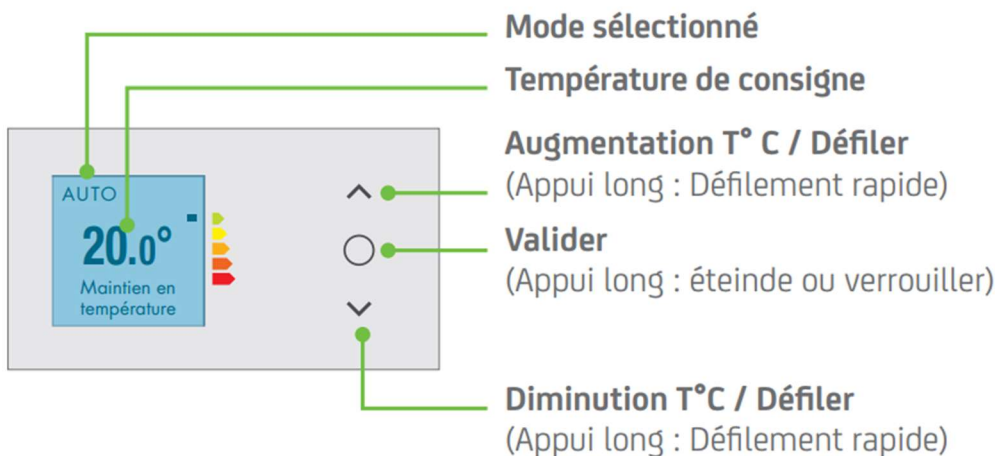 Mode sélectionné
Température de consigne
Augmentation T° C / Défiler
(Appui long : Défilement rapide)
Valider
(Appui long : éteinde ou verrouiller)
Diminution T°C / Défiler
(Appui long : Défilement rapide)
AUTO
20.0°
Maintien en
température